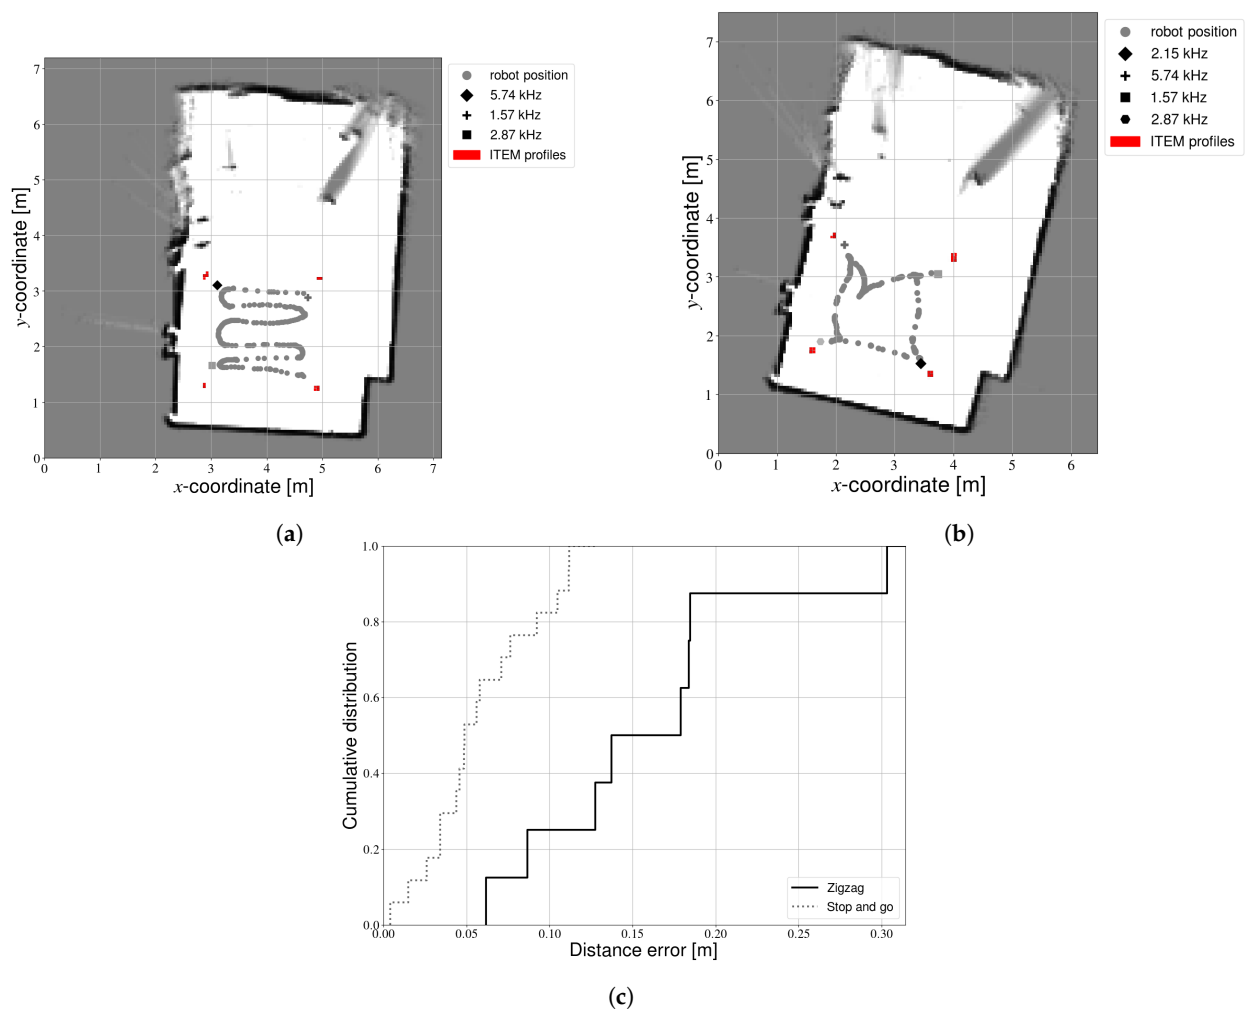 robot position
5.74 kHz
1.57 kHz
2.87 kHz
ITEM profiles
7
6
5
4
3
2
1
0
y-coordinate [m]
0 1 2 3 4 5 6 7
x-coordinate [m]
(a)
robot position
2.15 kHz
5.74 kHz
1.57 kHz
2.87 kHz
ITEM profiles
7
6
5
4
3
2
1
0
y-coordinate [m]
0 1 2 3 4 5 6
x-coordinate [m]
(b)
1.0
0.8
0.6
0.4
0.2
0.0
Cumulative distribution
Zigzag
Stop and go
0.00 0.05 0.10 0.15 0.20 0.25 0.30
Distance error [m]
(c)